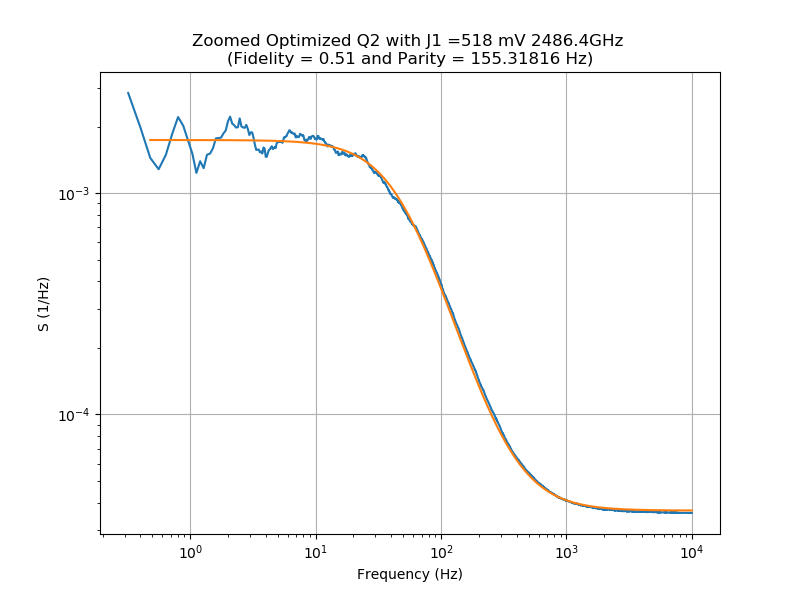 Zoomed Optimized Q2 with J1 =518 mV 2486.4GHz
(Fidelity = 0.51 and Parity = 155.31816 Hz)
S (1/Hz)
10⁻³
10⁻⁴
10⁰ 10¹ 10² 10³ 10⁴
Frequency (Hz)